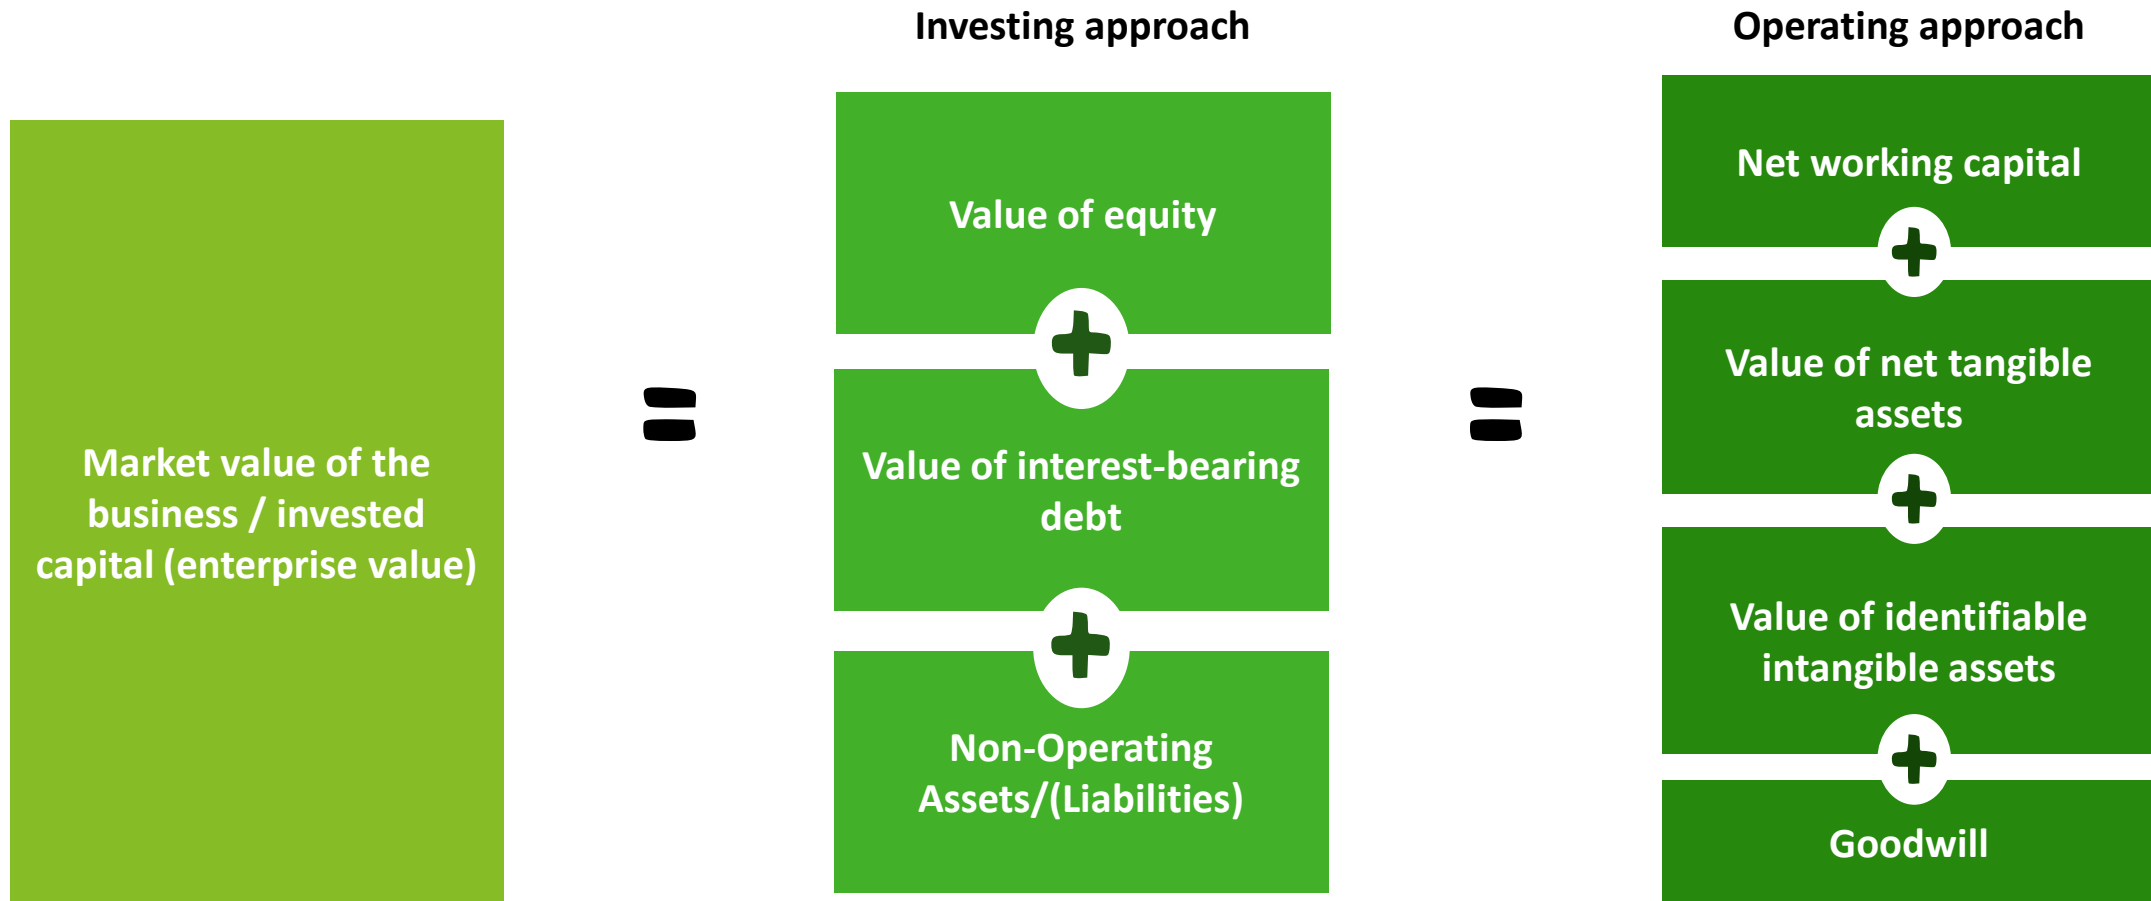 Investing approach
Operating approach
Market value of the
business / invested
capital (enterprise value)
=
Value of equity
+
Value of interest-bearing
debt
+
Non-Operating
Assets/(Liabilities)
=
Net working capital
+
Value of net tangible
assets
+
Value of identifiable
intangible assets
+
Goodwill